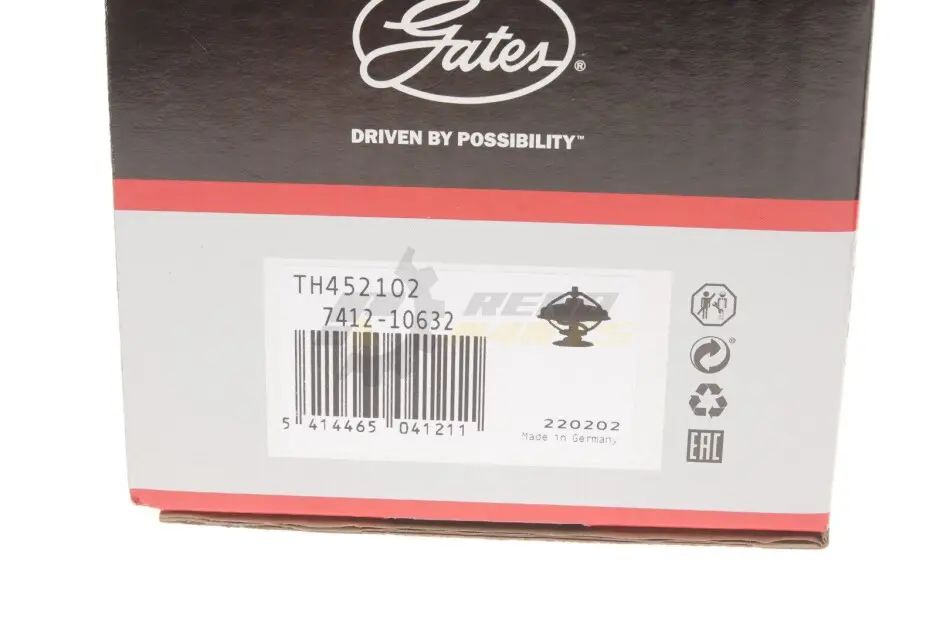 Gates®
DRIVEN BY POSSIBILITY™
TH452102
7412-10632
5 414465 041211
220202
Made in Germany
®
EAC